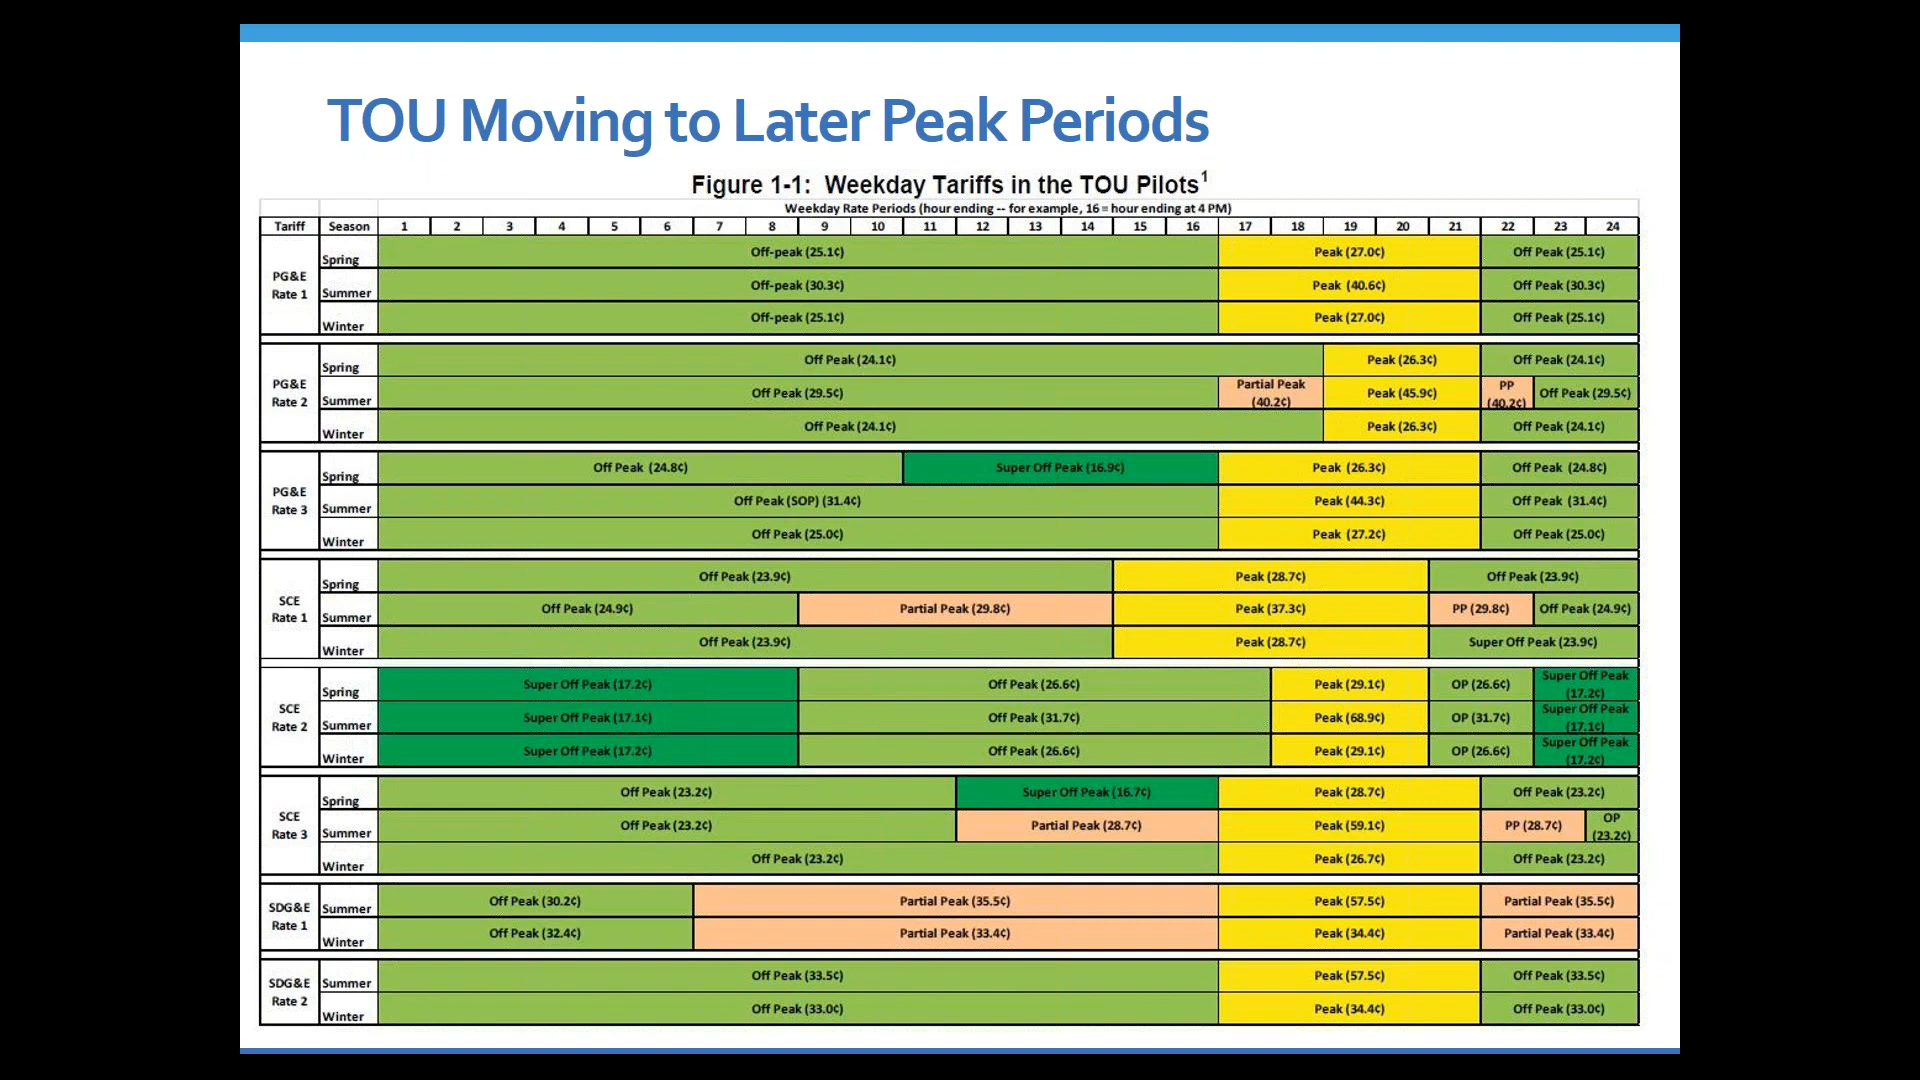 TOU Moving to Later Peak Periods
Figure 1-1: Weekday Tariffs in the TOU Pilots1
Weekday Rate Periods (hour ending -- for example, 16 = hour ending at 4 PM)
Tariff Season 1 2 3 4 5 6 7 8 9 10 11 12 13 14 15 16 17 18 19 20 21 22 23 24
PG&E Rate 1
Spring Off-peak (25.1¢) Peak (27.0¢) Off Peak (25.1¢)
Summer Off-peak (30.3¢) Peak (40.6¢) Off Peak (30.3¢)
Winter Off-peak (25.1¢) Peak (27.0¢) Off Peak (25.1¢)
PG&E Rate 2
Spring Off Peak (24.1¢) Peak (26.3¢) Off Peak (24.1¢)
Summer Off Peak (29.5¢) Partial Peak (40.2¢) Peak (45.9¢) PP (40.2¢) Off Peak (29.5¢)
Winter Off Peak (24.1¢) Peak (26.3¢) Off Peak (24.1¢)
PG&E Rate 3
Spring Off Peak (24.8¢) Super Off Peak (16.9¢) Peak (26.3¢) Off Peak (24.8¢)
Summer Off Peak (SOP) (31.4¢) Peak (44.3¢) Off Peak (31.4¢)
Winter Off Peak (25.0¢) Peak (27.2¢) Off Peak (25.0¢)
SCE Rate 1
Spring Off Peak (23.9¢) Peak (28.7¢) Off Peak (23.9¢)
Summer Off Peak (24.9¢) Partial Peak (29.8¢) Peak (37.3¢) PP (29.8¢) Off Peak (24.9¢)
Winter Off Peak (23.9¢) Peak (28.7¢) Super Off Peak (23.9¢)
SCE Rate 2
Spring Super Off Peak (17.2¢) Off Peak (26.6¢) Peak (29.1¢) OP (26.6¢) Super Off Peak (17.2¢)
Summer Super Off Peak (17.1¢) Off Peak (31.7¢) Peak (68.9¢) OP (31.7¢) Super Off Peak (17.1¢)
Winter Super Off Peak (17.2¢) Off Peak (26.6¢) Peak (29.1¢) OP (26.6¢) Super Off Peak (17.2¢)
SCE Rate 3
Spring Off Peak (23.2¢) Super Off Peak (16.7¢) Peak (28.7¢) Off Peak (23.2¢)
Summer Off Peak (23.2¢) Partial Peak (28.7¢) Peak (59.1¢) PP (28.7¢) OP (23.2¢)
Winter Off Peak (23.2¢) Peak (26.7¢) Off Peak (23.2¢)
SDG&E Rate 1
Summer Off Peak (30.2¢) Partial Peak (35.5¢) Peak (57.5¢) Partial Peak (35.5¢)
Winter Off Peak (32.4¢) Partial Peak (33.4¢) Peak (34.4¢) Partial Peak (33.4¢)
SDG&E Rate 2
Summer Off Peak (33.5¢) Peak (57.5¢) Off Peak (33.5¢)
Winter Off Peak (33.0¢) Peak (34.4¢) Off Peak (33.0¢)